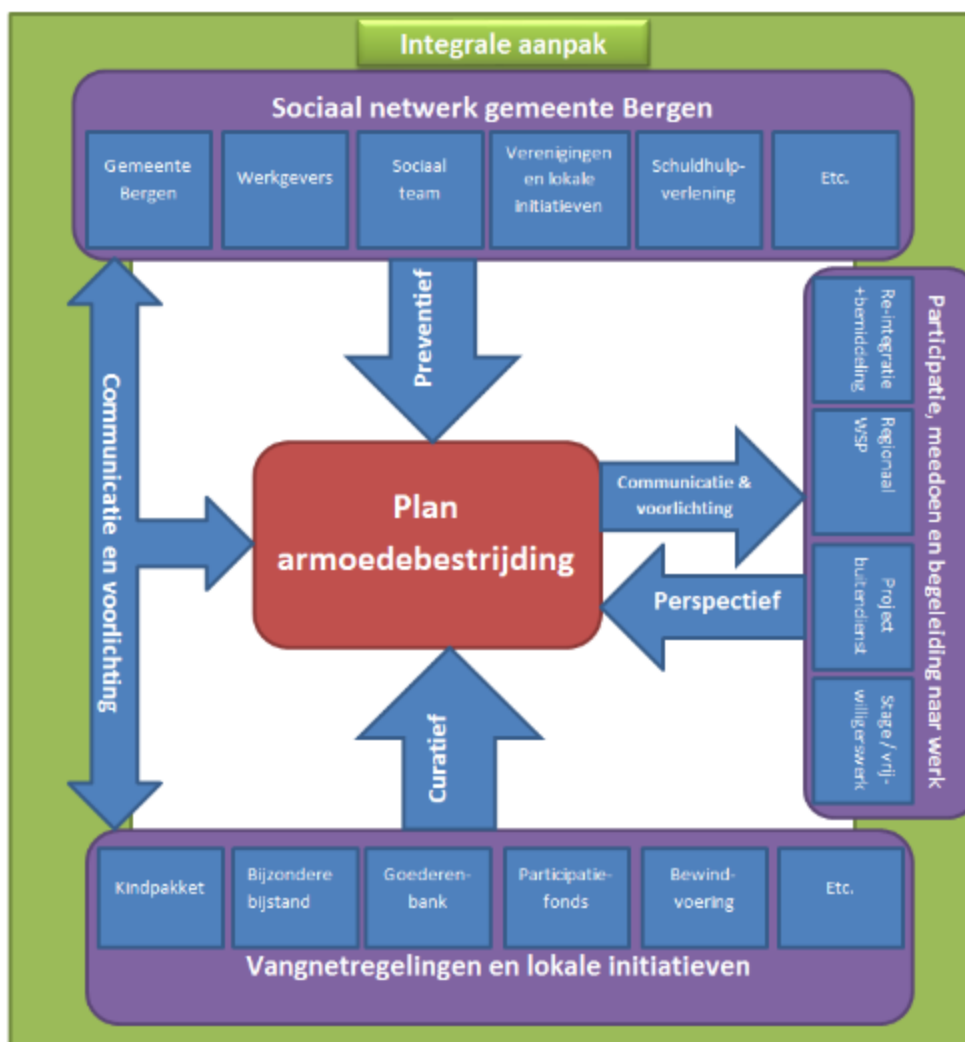 Integrale aanpak
Sociaal netwerk gemeente Bergen
Gemeente
Bergen
Werkgevers
Sociaal
team
Verenigingen
en lokale
initiatieven
Schuldhulp-
verlening
Etc.
Preventief
Communicatie en voorlichting
Plan
armoedebestrijding
Communicatie &
voorlichting
Perspectief
Participatie, meedoen en begeleiding naar werk
Re-integratie
+bemiddeling
Regionaal
WSP
Project
buitendienst
Stage / vrij-
willigerswerk
Curatief
Kindpakket
Bijzondere
bijstand
Goederen-
bank
Participatie-
fonds
Bewind-
voering
Etc.
Vangnetregelingen en lokale initiatieven